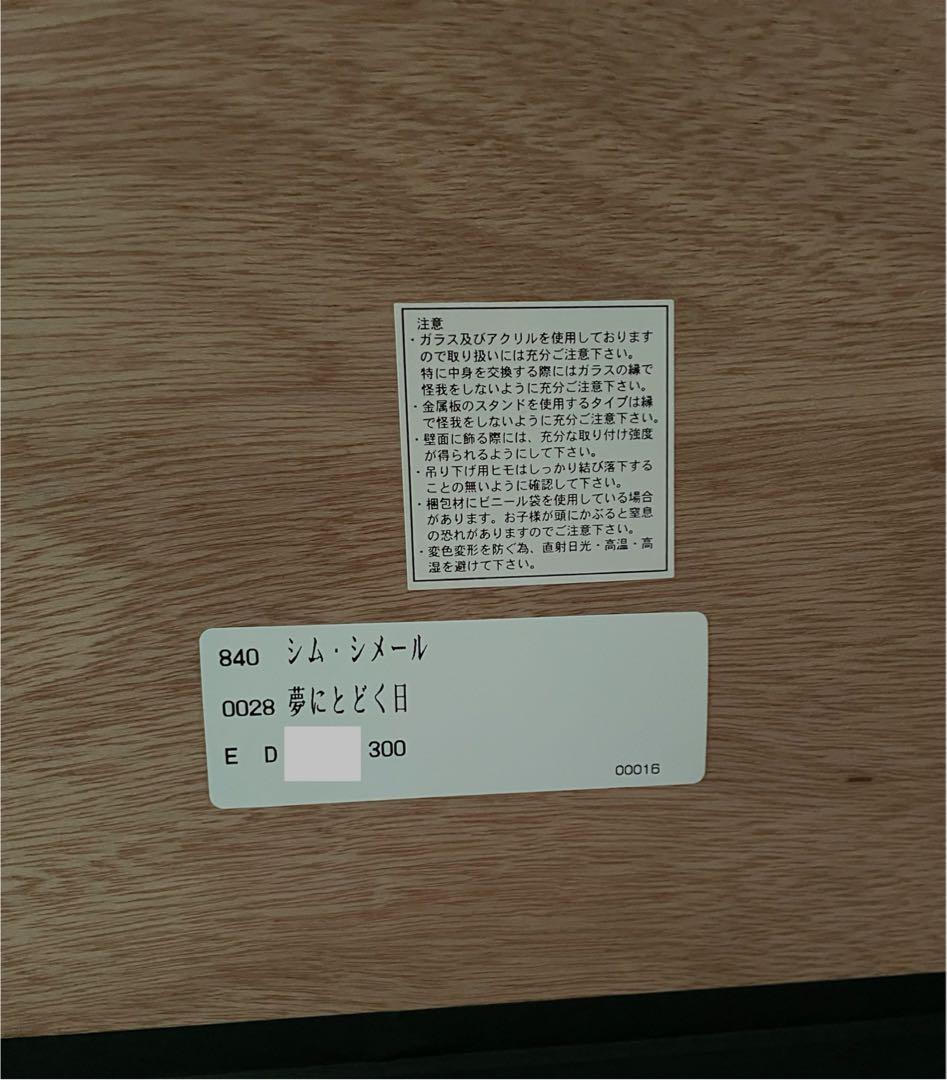 注意
・ガラス及びアクリルを使用しております
ので取り扱いには充分ご注意下さい。
特に中身を交換する際にはガラスの縁で
怪我をしないように充分ご注意下さい。
・金属板のスタンドを使用するタイプは縁
で怪我をしないように充分ご注意下さい。
・壁面に飾る際には、充分な取り付け強度
が得られるようにして下さい。
・吊り下げ用ヒモはしっかり結び落下する
ことの無いように確認して下さい。
・梱包材にビニール袋を使用している場合
があります。お子様が頭にかぶると窒息
の恐れがありますのでご注意下さい。
・変色変形を防ぐ為、直射日光・高温・高
湿を避けて下さい。
840 シム・シメール
0028 夢にとどく日
E D 300
00016